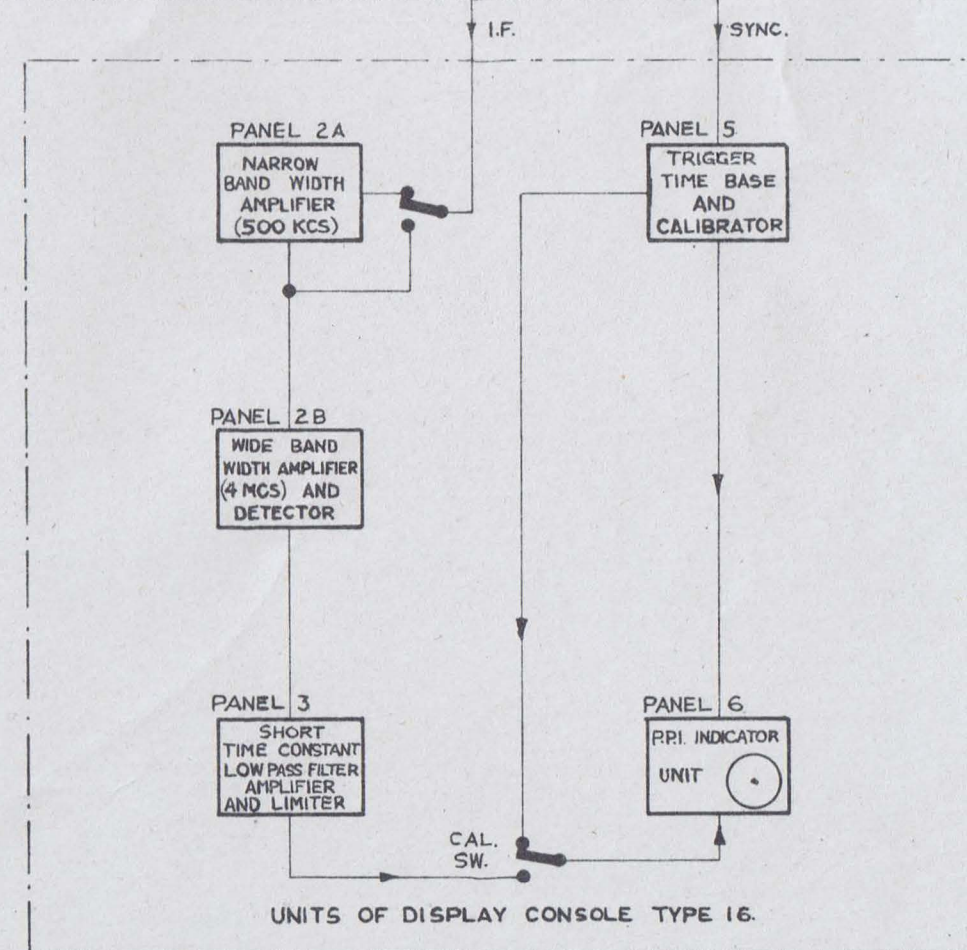 I.F.
SYNC.
PANEL 2A
NARROW
BAND WIDTH
AMPLIFIER
(500 KCS)
PANEL 5
TRIGGER
TIME BASE
AND
CALIBRATOR
PANEL 2B
WIDE BAND
WIDTH AMPLIFIER
(4 MCS) AND
DETECTOR
PANEL 3
SHORT
TIME CONSTANT
LOW PASS FILTER
AMPLIFIER
AND LIMITER
PANEL 6
P.P.I. INDICATOR
UNIT
CAL.
SW.
UNITS OF DISPLAY CONSOLE TYPE 16.